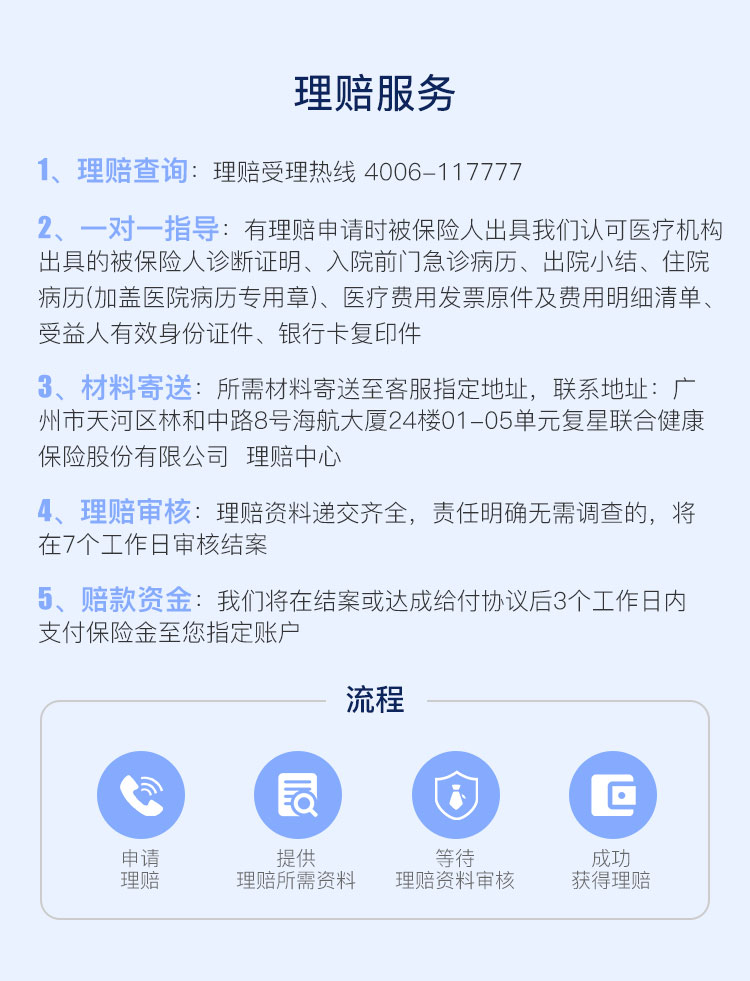 理赔服务
1、理赔查询：理赔受理热线 4006-117777
2、一对一指导：有理赔申请时被保险人出具我们认可医疗机构
出具的被保险人诊断证明、入院前门急诊病历、出院小结、住院
病历(加盖医院病历专用章)、医疗费用发票原件及费用明细清单、
受益人有效身份证件、银行卡复印件
3、材料寄送：所需材料寄送至客服指定地址，联系地址：广
州市天河区林和中路8号海航大厦24楼01-05单元复星联合健康
保险股份有限公司 理赔中心
4、理赔审核：理赔资料递交齐全，责任明确无需调查的，将
在7个工作日审核结案
5、赔款资金：我们将在结案或达成给付协议后3个工作日内
支付保险金至您指定账户
流程
申请
理赔
提供
理赔所需资料
等待
理赔资料审核
成功
获得理赔